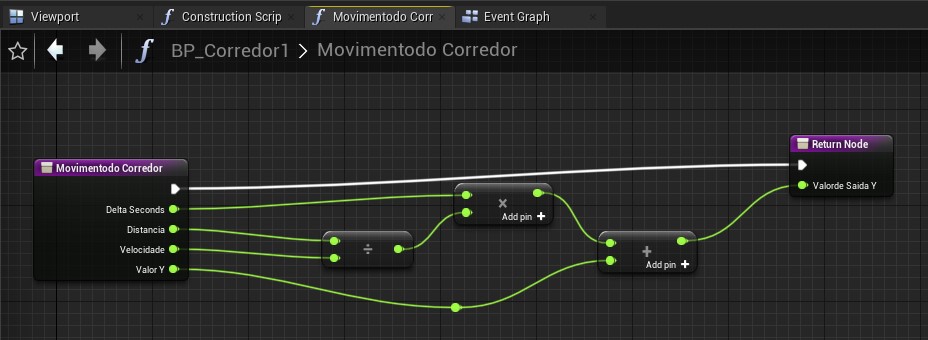 Viewport
Construction Scrip
Movimentodo Corr
Event Graph
BP_Corredor1 > Movimentodo Corredor
Movimentodo Corredor
Delta Seconds
Distancia
Velocidade
Valor Y
÷
×
Add pin +
+
Add pin +
Return Node
Valorde Saida Y